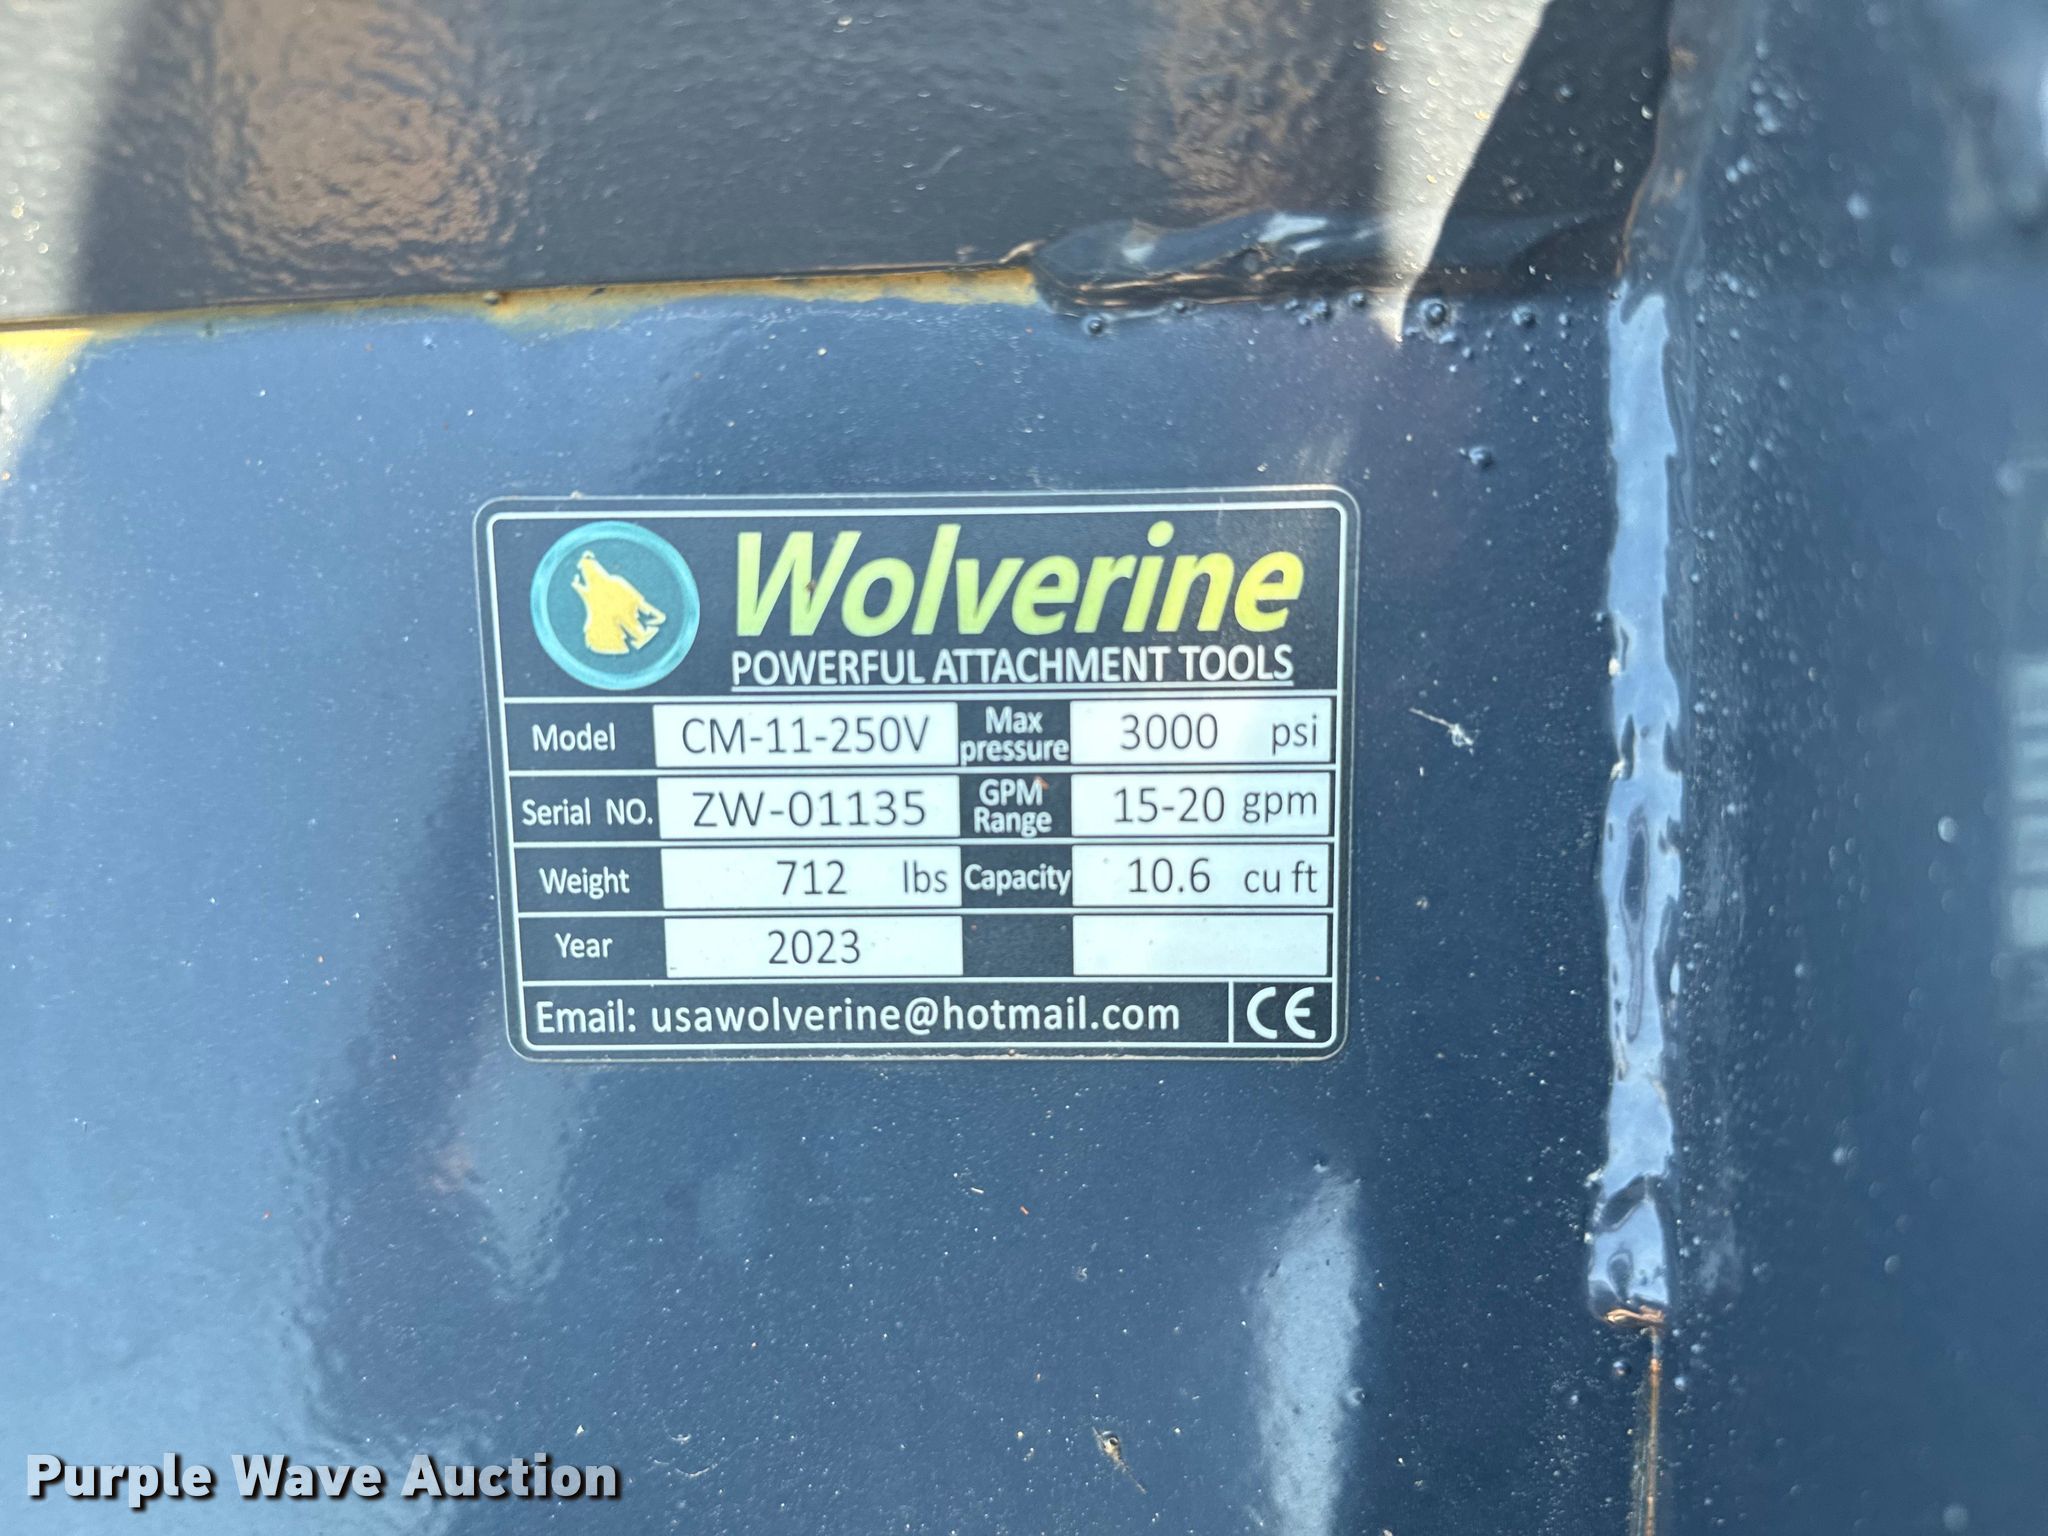 Wolverine
POWERFUL ATTACHMENT TOOLS
Model CM-11-250V Max pressure 3000 psi
Serial NO. ZW-01135 GPM Range 15-20 gpm
Weight 712 lbs Capacity 10.6 cu ft
Year 2023
Email: usawolverine@hotmail.com CE
Purple Wave Auction